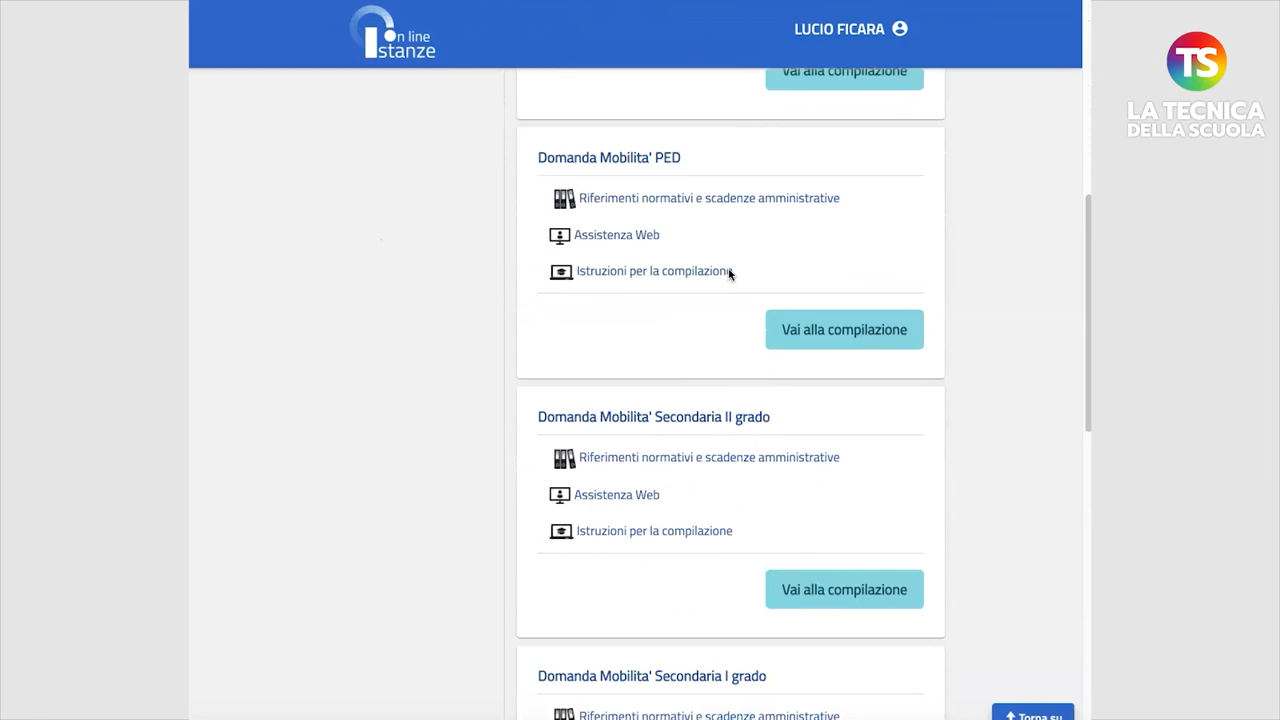 On line
Istanze
LUCIO FICARA
TS
LA TECNICA
DELLA SCUOLA
Vai alla compilazione
Domanda Mobilita' PED
Riferimenti normativi e scadenze amministrative
Assistenza Web
Istruzioni per la compilazione
Vai alla compilazione
Domanda Mobilita' Secondaria II grado
Riferimenti normativi e scadenze amministrative
Assistenza Web
Istruzioni per la compilazione
Vai alla compilazione
Domanda Mobilita' Secondaria I grado
Riferimenti normativi e scadenze amministrative
Torna su